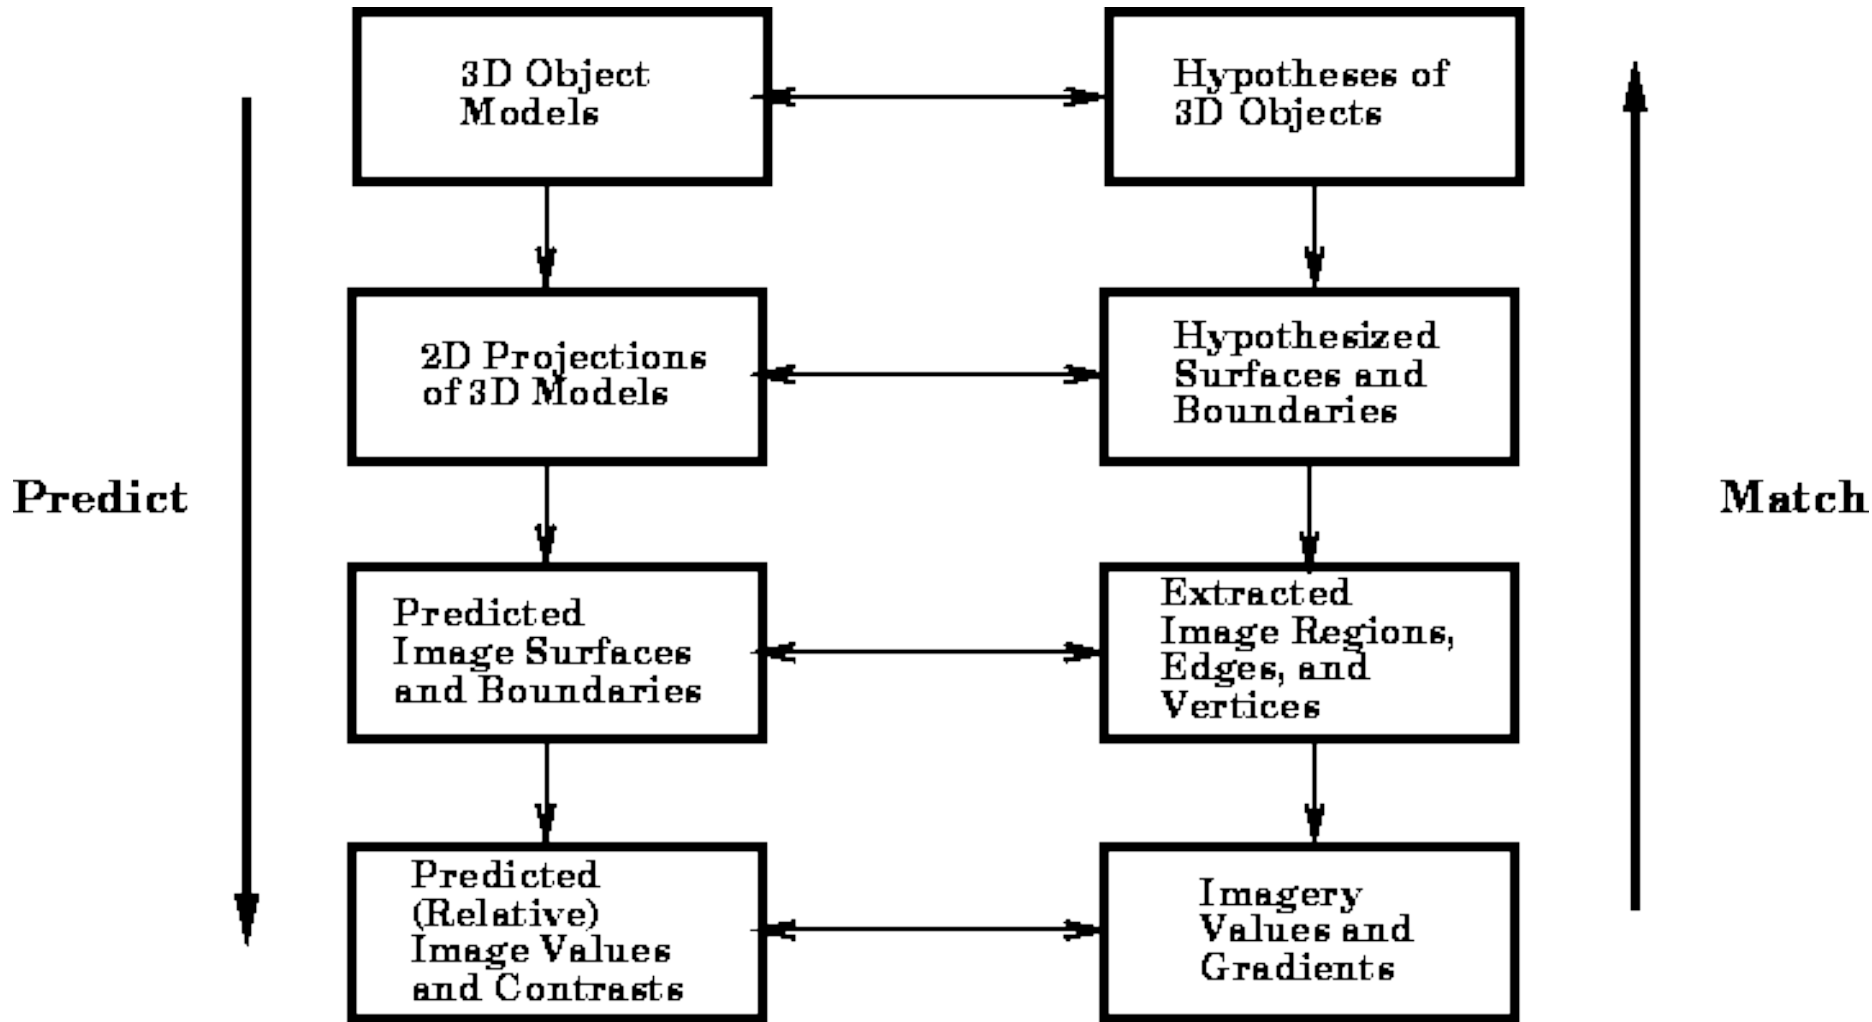 3D Object
Models
Hypotheses of
3D Objects
2D Projections
of 3D Models
Hypothesized
Surfaces and
Boundaries
Predict
Match
Predicted
Image Surfaces
and Boundaries
Extracted
Image Regions,
Edges, and
Vertices
Predicted
(Relative)
Image Values
and Contrasts
Imagery
Values and
Gradients